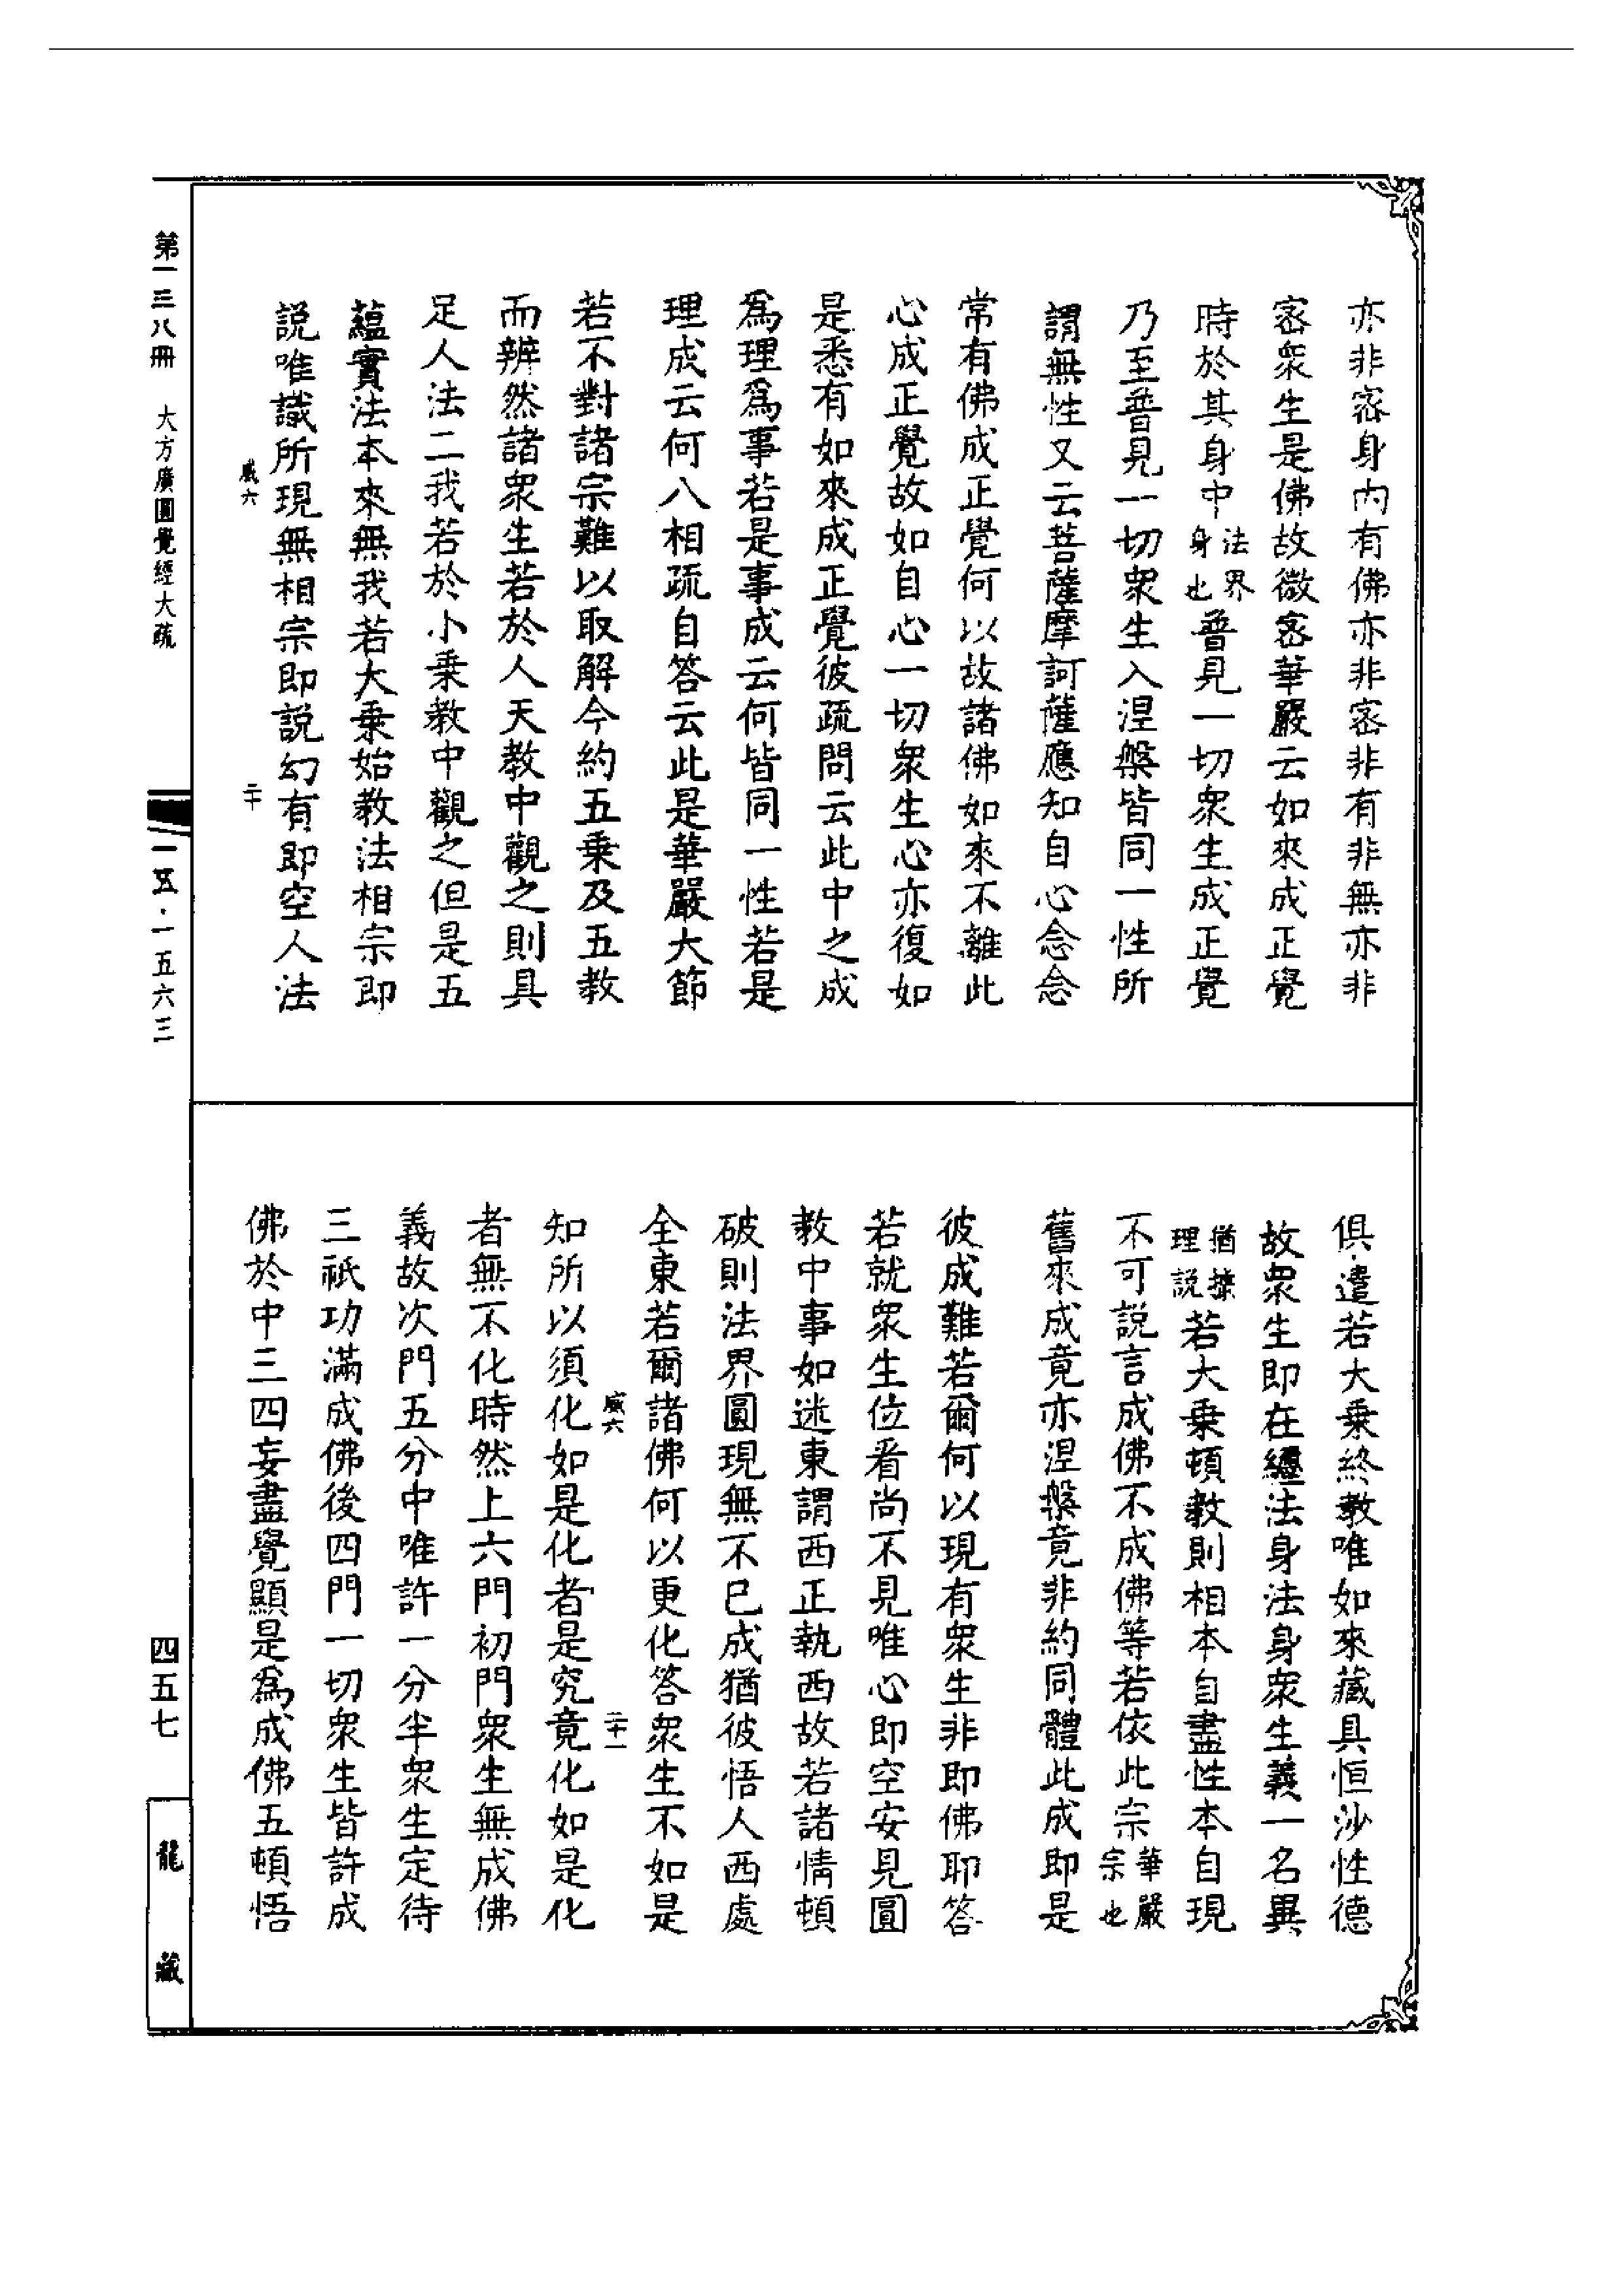 亦非密身内有佛亦非密非有非無亦非
密衆生是佛故微密華嚴云如來成正覺
時於其身中法界身也普見一切衆生成正覺
乃至普見一切衆生入涅槃皆同一性所
謂無性又云菩薩摩訶薩應知自心念念
常有佛成正覺何以故諸佛如來不離此
心成正覺故如自心一切衆生心亦復如
是悉有如來成正覺彼疏問云此中之成
爲理爲事若是事成云何皆同一性若是
理成云何八相疏自答云此是華嚴大節
若不對諸宗難以取解今約五乘及五教
而辨然諸衆生若於人天教中觀之則具
足人法二我若於小乘教中觀之但是五
蘊實法本來無我若大乘始教法相宗即
說唯識所現無相宗即說幻有即空人法
感六
二十
俱遣若大乘終教唯如來藏具恒沙性德
故衆生即在纏法身法身衆生義一名異
猶據理説若大乘頓教則相本自盡性本自現
不可説言成佛不成佛等若依此宗華嚴宗也
舊來成竟亦涅槃竟非約同體此成即是
彼成難若爾何以現有衆生非即佛耶答
若就衆生位看尚不見唯心即空安見圓
教中事如迷東謂西正執西故若諸情頓
破則法界圓現無不已成猶彼悟人西處
全東若爾諸佛何以更化答衆生不如是
感六
二十一
知所以須化如是化者是究竟化如是化
者無不化時然上六門初門衆生無成佛
義故次門五分中唯許一分半衆生定待
三祇功滿成佛後四門一切衆生皆許成
佛於中三四妄盡覺顯是爲成佛五頓悟
第一三八冊
大方廣圓覺經大疏
一五·一五六三
四五七
龍藏